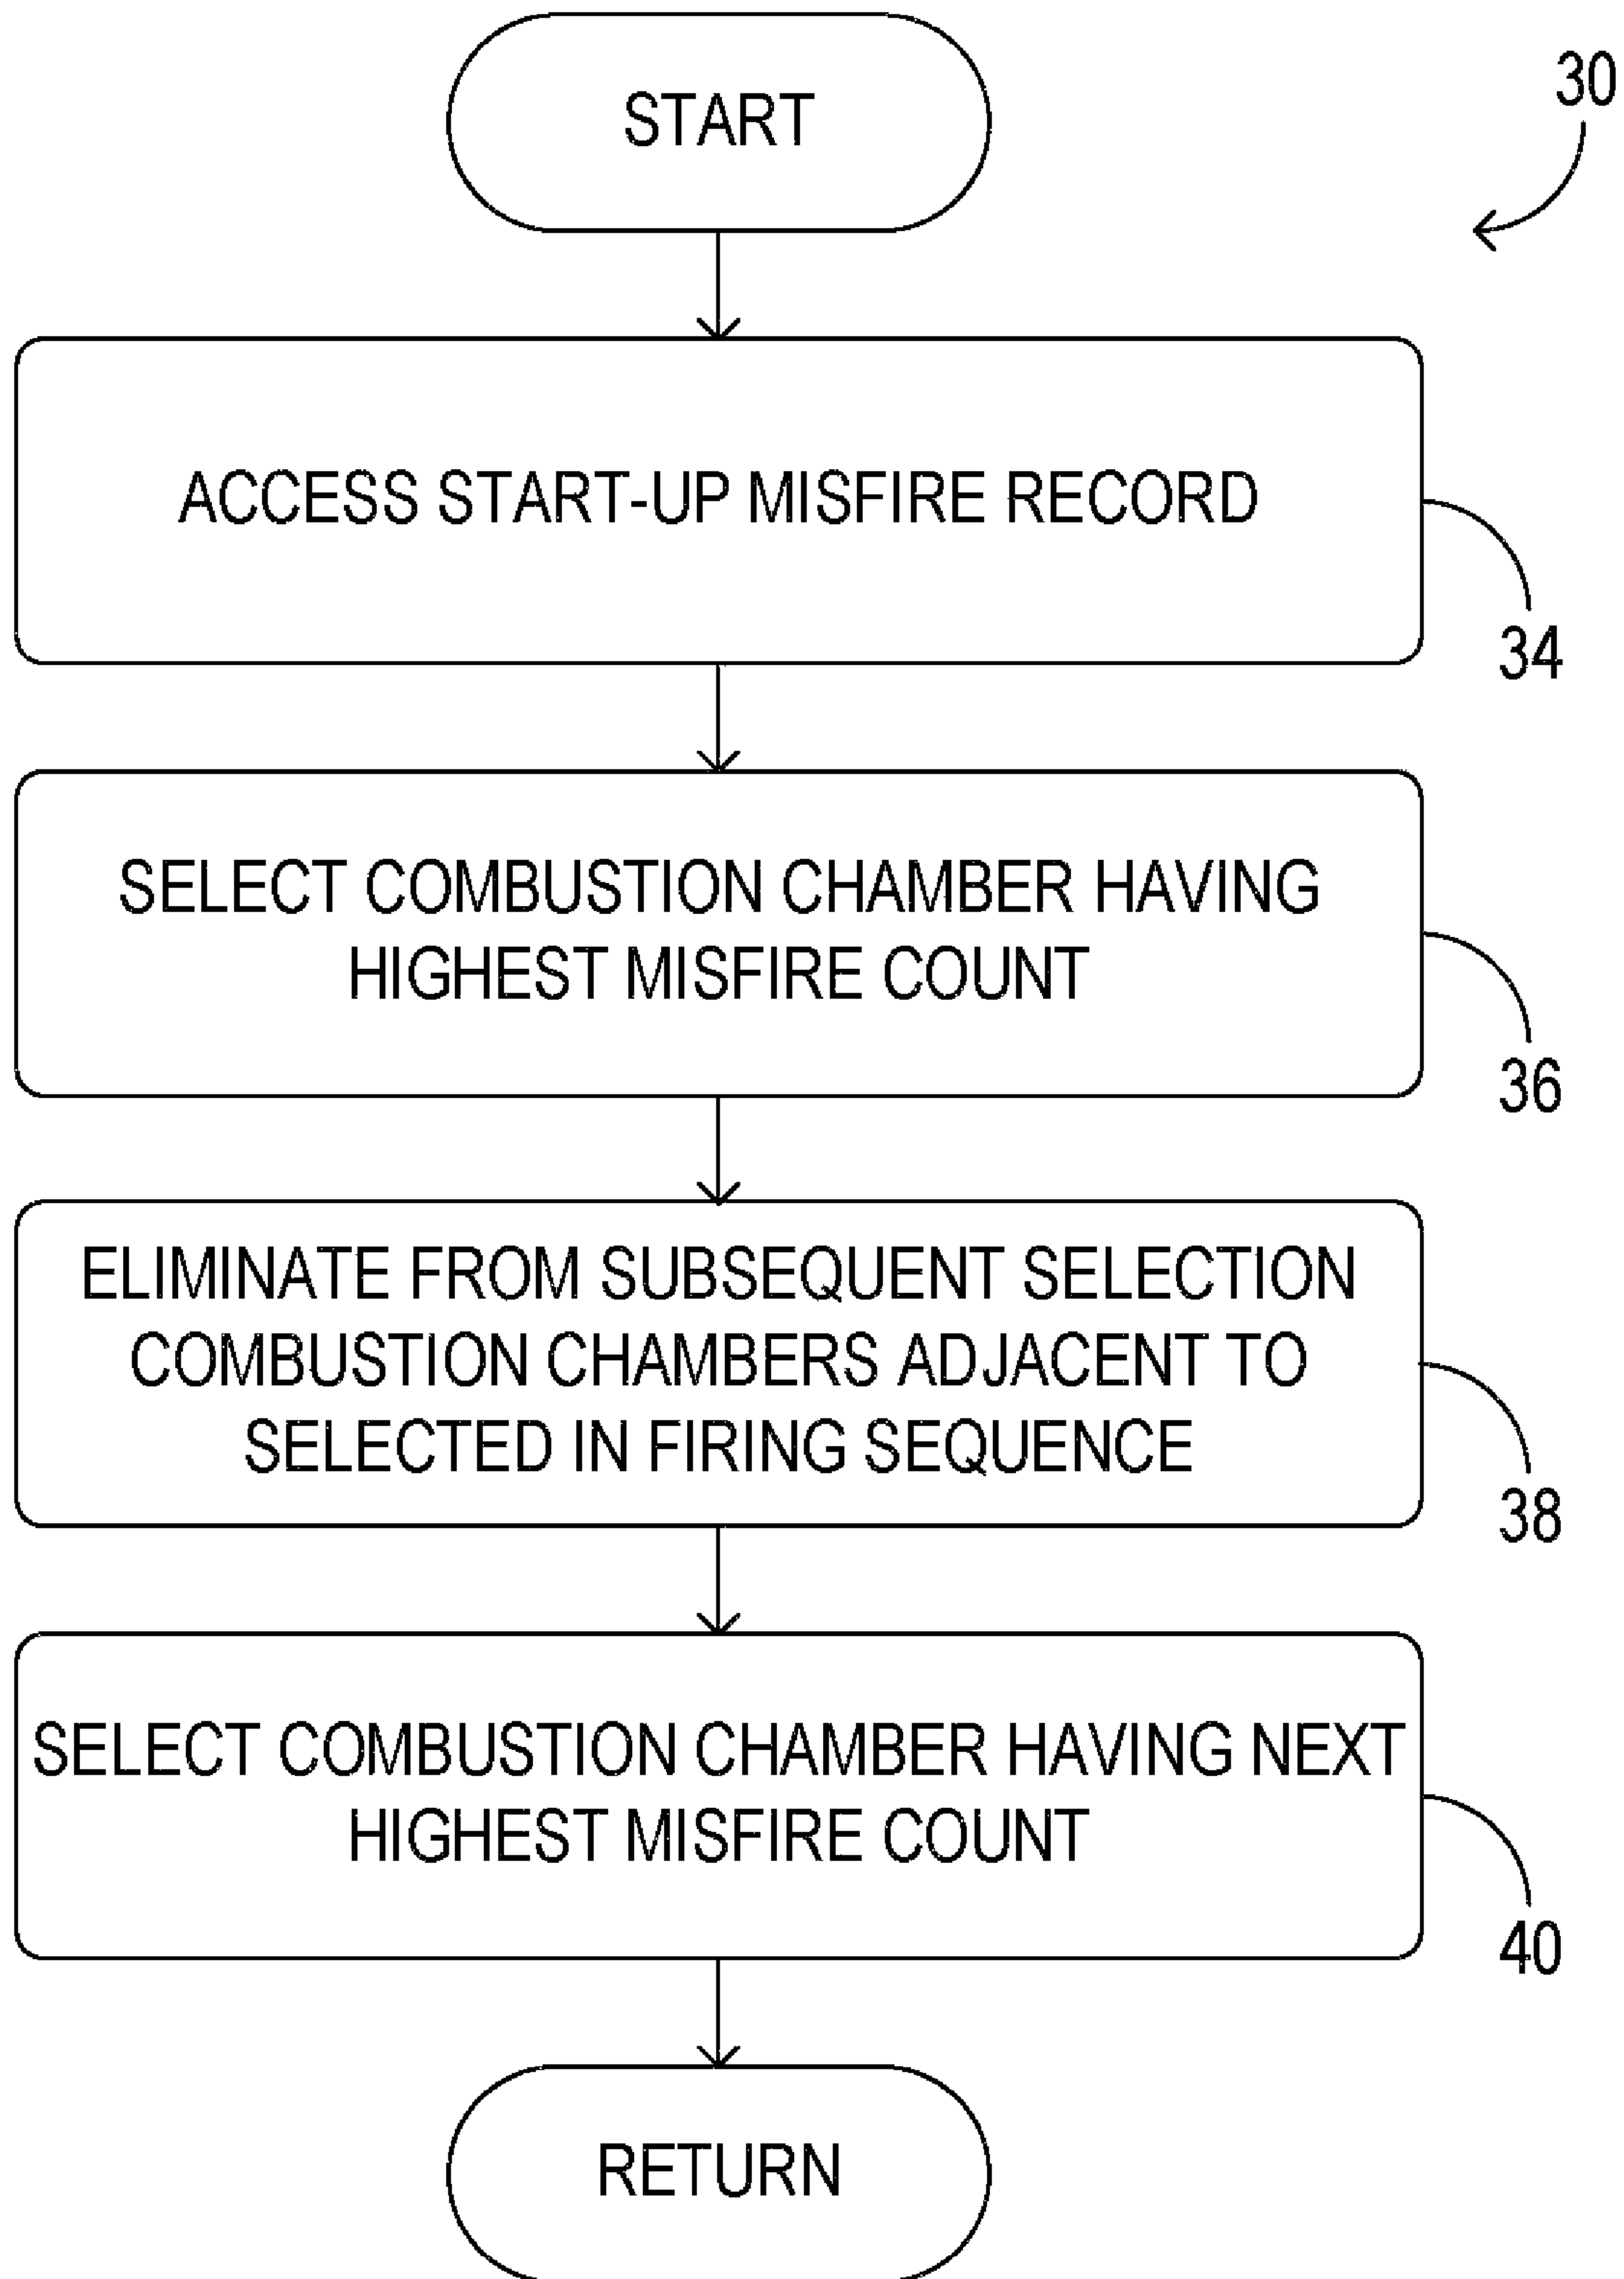 START
30
ACCESS START-UP MISFIRE RECORD
34
SELECT COMBUSTION CHAMBER HAVING
HIGHEST MISFIRE COUNT
36
ELIMINATE FROM SUBSEQUENT SELECTION
COMBUSTION CHAMBERS ADJACENT TO
SELECTED IN FIRING SEQUENCE
38
SELECT COMBUSTION CHAMBER HAVING NEXT
HIGHEST MISFIRE COUNT
40
RETURN